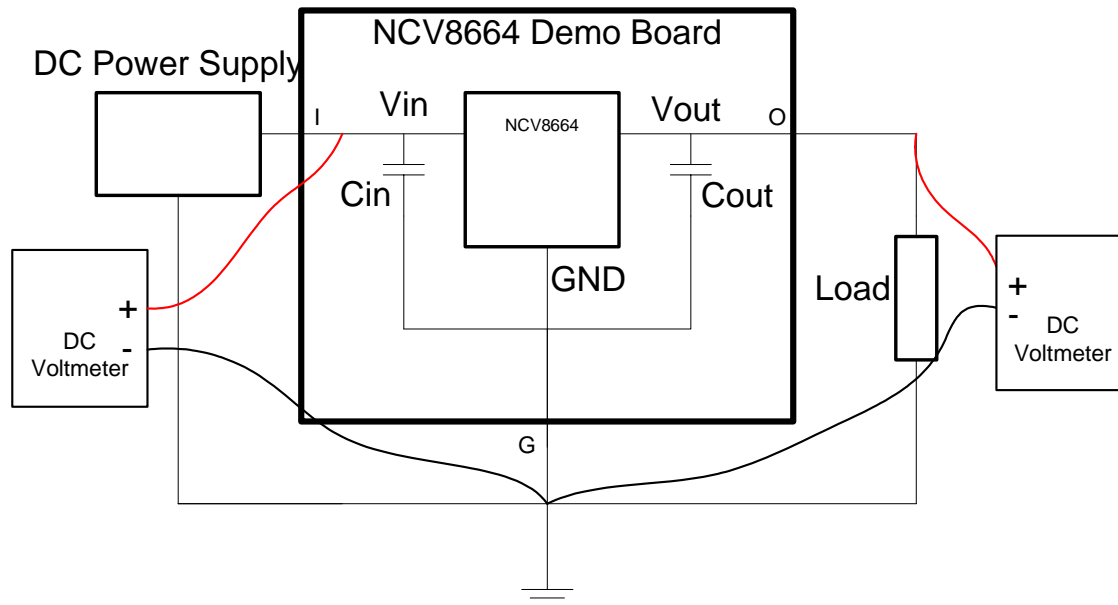 NCV8664 Demo Board
DC Power Supply
I
Vin
NCV8664
Vout
O
Cin
Cout
GND
Load
+
-
DC
Voltmeter
+
-
DC
Voltmeter
G